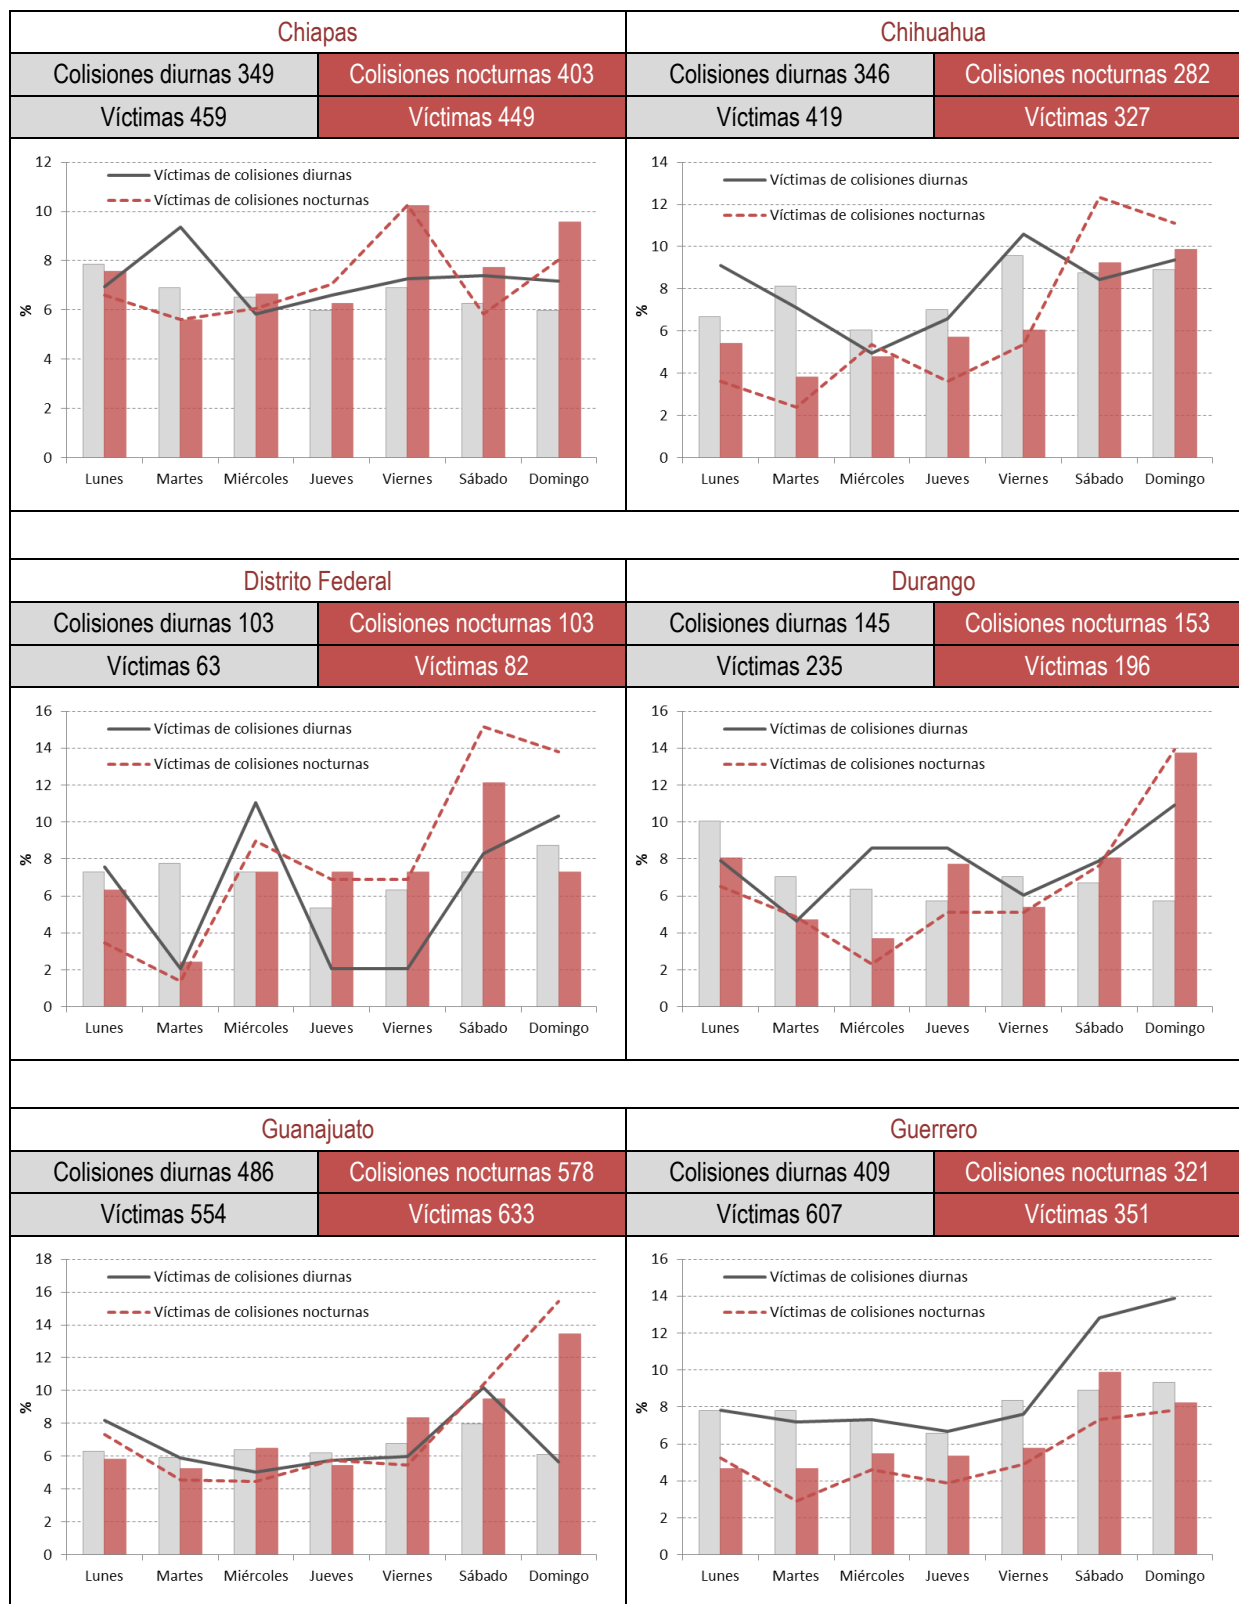 Chiapas
Chihuahua
Colisiones diurnas 349
Colisiones nocturnas 403
Colisiones diurnas 346
Colisiones nocturnas 282
Víctimas 459
Víctimas 449
Víctimas 419
Víctimas 327
12
10
8
6
4
2
0
%
Víctimas de colisiones diurnas
Víctimas de colisiones nocturnas
Lunes Martes Miércoles Jueves Viernes Sábado Domingo
14
12
10
8
6
4
2
0
%
Víctimas de colisiones diurnas
Víctimas de colisiones nocturnas
Lunes Martes Miércoles Jueves Viernes Sábado Domingo
Distrito Federal
Durango
Colisiones diurnas 103
Colisiones nocturnas 103
Colisiones diurnas 145
Colisiones nocturnas 153
Víctimas 63
Víctimas 82
Víctimas 235
Víctimas 196
16
14
12
10
8
6
4
2
0
%
Víctimas de colisiones diurnas
Víctimas de colisiones nocturnas
Lunes Martes Miércoles Jueves Viernes Sábado Domingo
16
14
12
10
8
6
4
2
0
%
Víctimas de colisiones diurnas
Víctimas de colisiones nocturnas
Lunes Martes Miércoles Jueves Viernes Sábado Domingo
Guanajuato
Guerrero
Colisiones diurnas 486
Colisiones nocturnas 578
Colisiones diurnas 409
Colisiones nocturnas 321
Víctimas 554
Víctimas 633
Víctimas 607
Víctimas 351
18
16
14
12
10
8
6
4
2
0
%
Víctimas de colisiones diurnas
Víctimas de colisiones nocturnas
Lunes Martes Miércoles Jueves Viernes Sábado Domingo
16
14
12
10
8
6
4
2
0
%
Víctimas de colisiones diurnas
Víctimas de colisiones nocturnas
Lunes Martes Miércoles Jueves Viernes Sábado Domingo